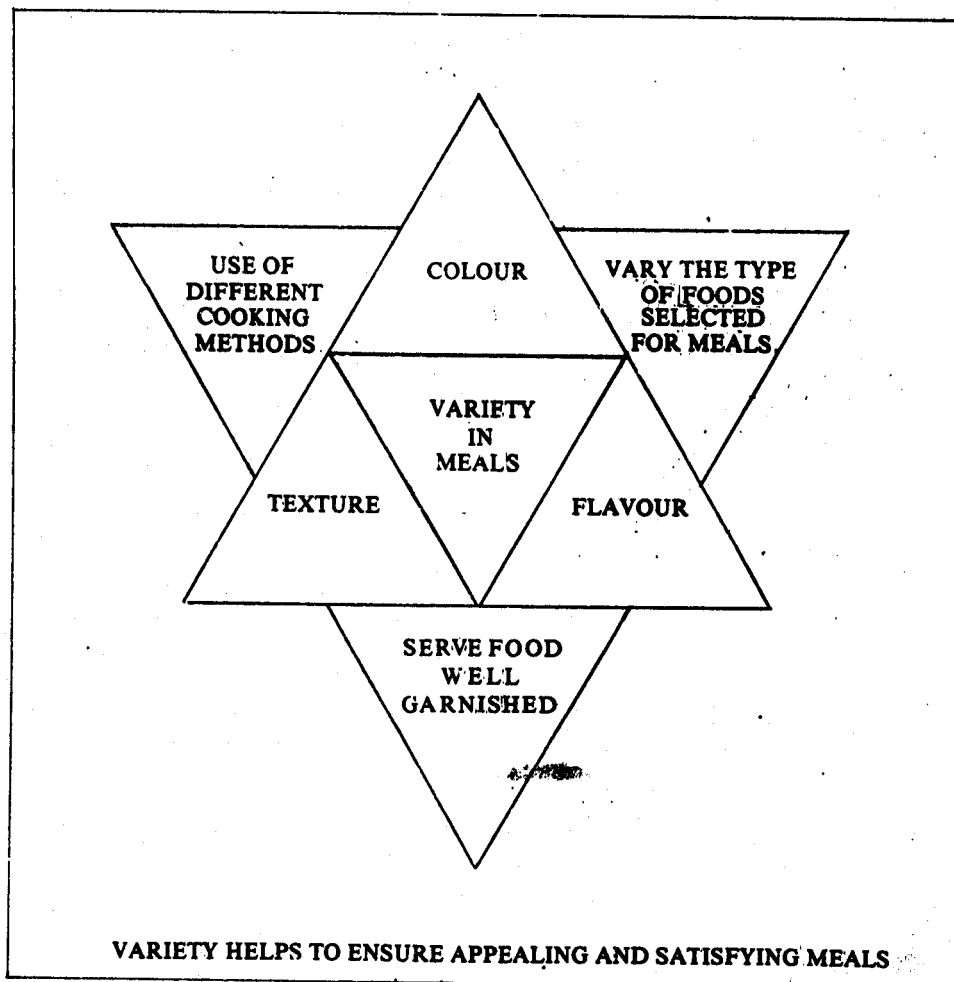 COLOUR
USE OF
DIFFERENT
COOKING
METHODS
VARY THE TYPE
OF FOODS
SELECTED
FOR MEALS
VARIETY
IN
MEALS
TEXTURE
FLAVOUR
SERVE FOOD
WELL
GARNISHED
VARIETY HELPS TO ENSURE APPEALING AND SATISFYING MEALS